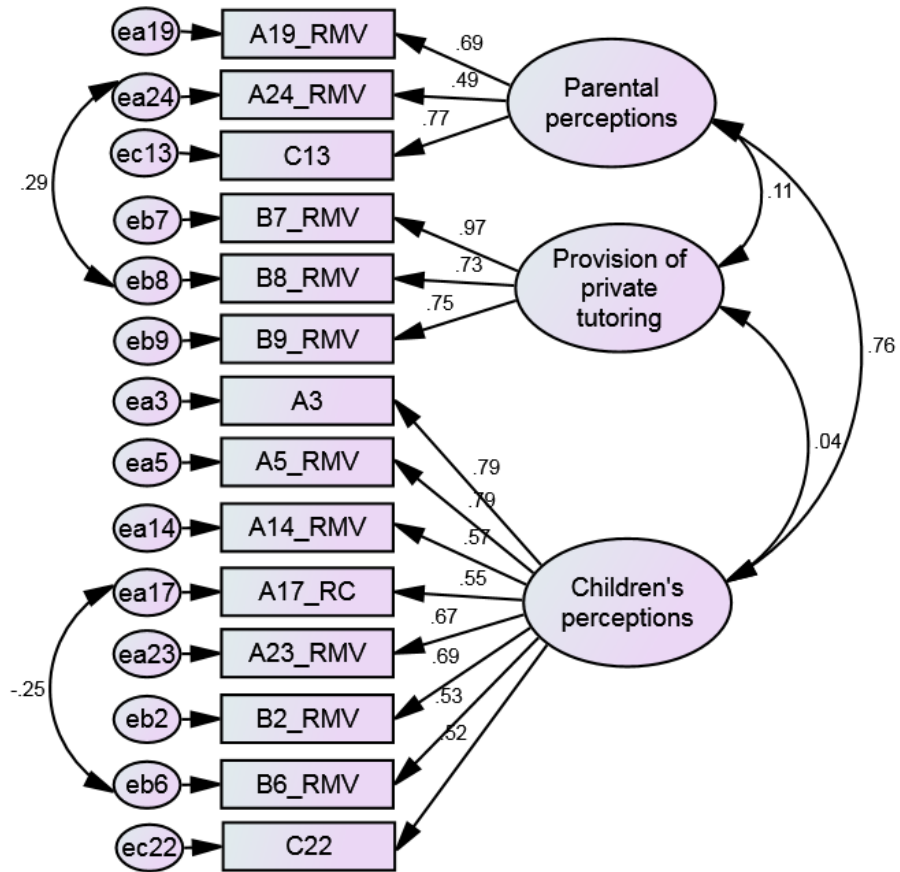 ea19
A19_RMV
.69
ea24
A24_RMV
.49
Parental
perceptions
ec13
C13
.77
.29
.11
eb7
B7_RMV
.97
eb8
B8_RMV
.73
Provision of
private
tutoring
eb9
B9_RMV
.75
.76
ea3
A3
.04
ea5
A5_RMV
.79
.79
ea14
A14_RMV
.57
ea17
A17_RC
.55
Children's
perceptions
ea23
A23_RMV
.67
.69
-.25
eb2
B2_RMV
.53
.52
eb6
B6_RMV
ec22
C22